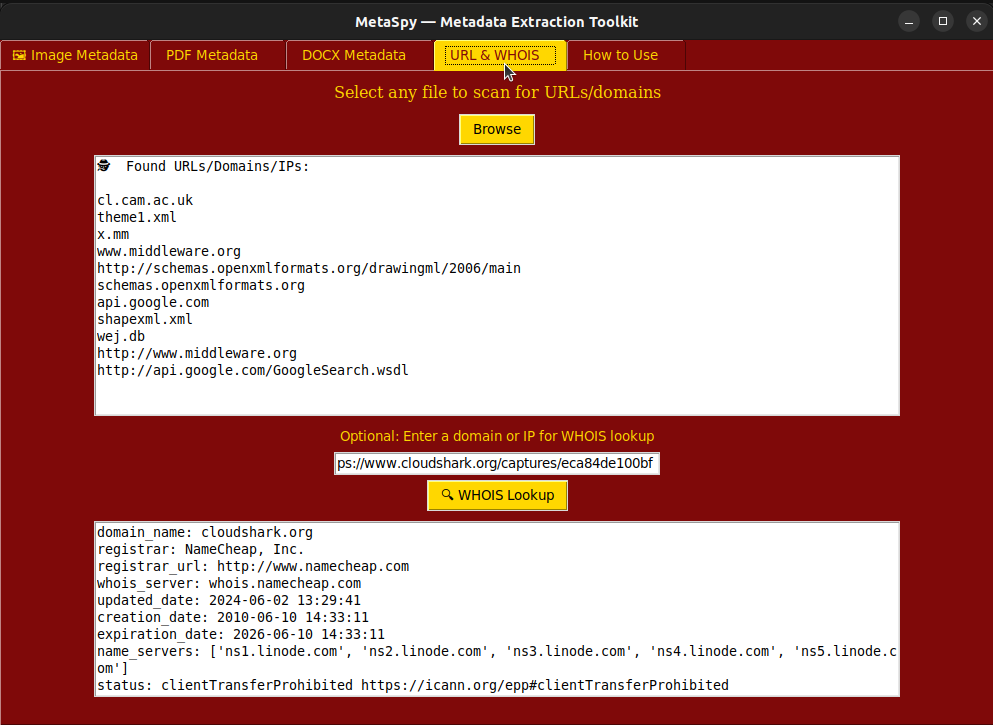 MetaSpy — Metadata Extraction Toolkit
Image Metadata
PDF Metadata
DOCX Metadata
URL & WHOIS
How to Use
Select any file to scan for URLs/domains
Browse
Found URLs/Domains/IPs:
cl.cam.ac.uk
theme1.xml
x.mm
www.middleware.org
http://schemas.openxmlformats.org/drawingml/2006/main
schemas.openxmlformats.org
api.google.com
shapexml.xml
wej.db
http://www.middleware.org
http://api.google.com/GoogleSearch.wsdl
Optional: Enter a domain or IP for WHOIS lookup
ps://www.cloudshark.org/captures/eca84de100bf
WHOIS Lookup
domain_name: cloudshark.org
registrar: NameCheap, Inc.
registrar_url: http://www.namecheap.com
whois_server: whois.namecheap.com
updated_date: 2024-06-02 13:29:41
creation_date: 2010-06-10 14:33:11
expiration_date: 2026-06-10 14:33:11
name_servers: ['ns1.linode.com', 'ns2.linode.com', 'ns3.linode.com', 'ns4.linode.com', 'ns5.linode.c
om']
status: clientTransferProhibited https://icann.org/epp#clientTransferProhibited